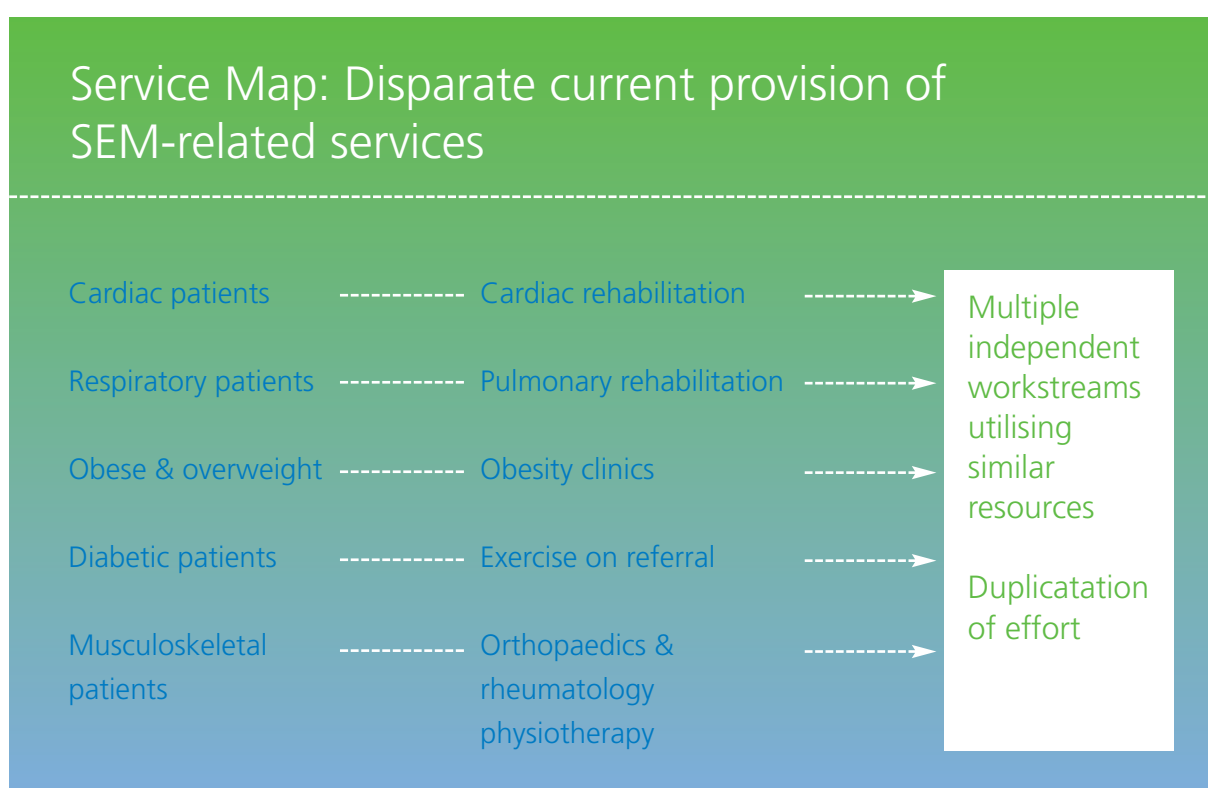 Service Map: Disparate current provision of
SEM-related services
Cardiac patients
Cardiac rehabilitation
Respiratory patients
Pulmonary rehabilitation
Obese & overweight
Obesity clinics
Diabetic patients
Exercise on referral
Musculoskeletal
patients
Orthopaedics &
rheumatology
physiotherapy
Multiple
independent
workstreams
utilising
similar
resources
Duplicatation
of effort